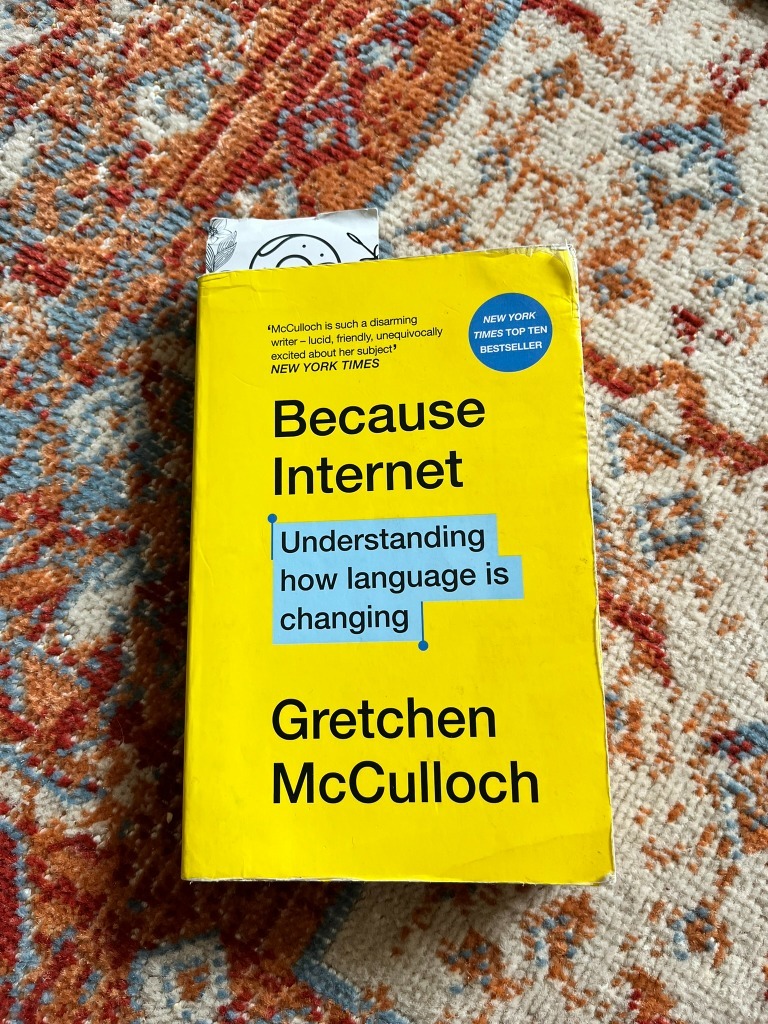 ‘McCulloch is such a disarming
writer – lucid, friendly, unequivocally
excited about her subject’
NEW YORK TIMES
NEW YORK
TIMES TOP TEN
BESTSELLER
Because
Internet
Understanding
how language is
changing
Gretchen
McCulloch